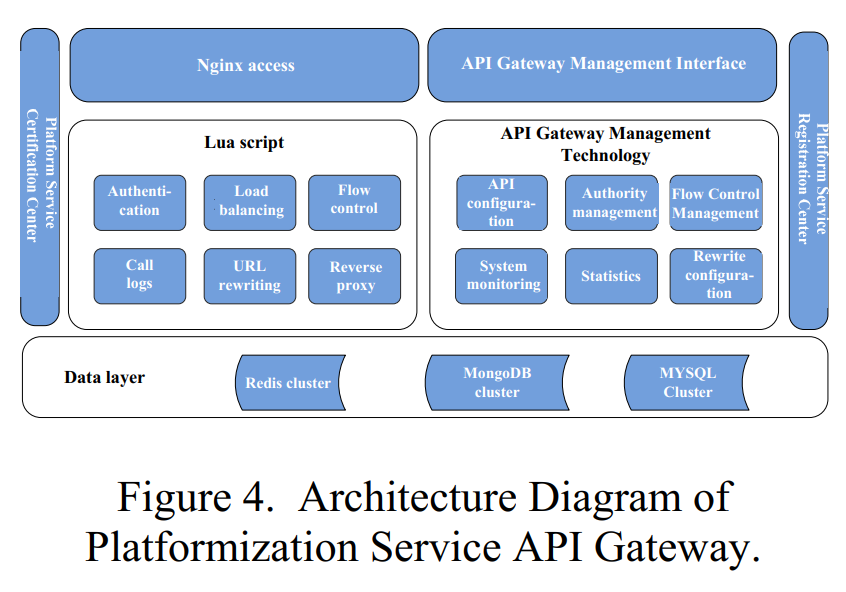 Platform Service
Certification Center
Nginx access
API Gateway Management Interface
Platform Service
Registration Center
Lua script
Authenti-
cation
Load
balancing
Flow
control
Call
logs
URL
rewriting
Reverse
proxy
API Gateway Management
Technology
API
configura-
tion
Authority
management
Flow Control
Management
System
monitoring
Statistics
Rewrite
configura-
tion
Data layer
Redis cluster
MongoDB
cluster
MYSQL
Cluster
Figure 4. Architecture Diagram of
Platformization Service API Gateway.